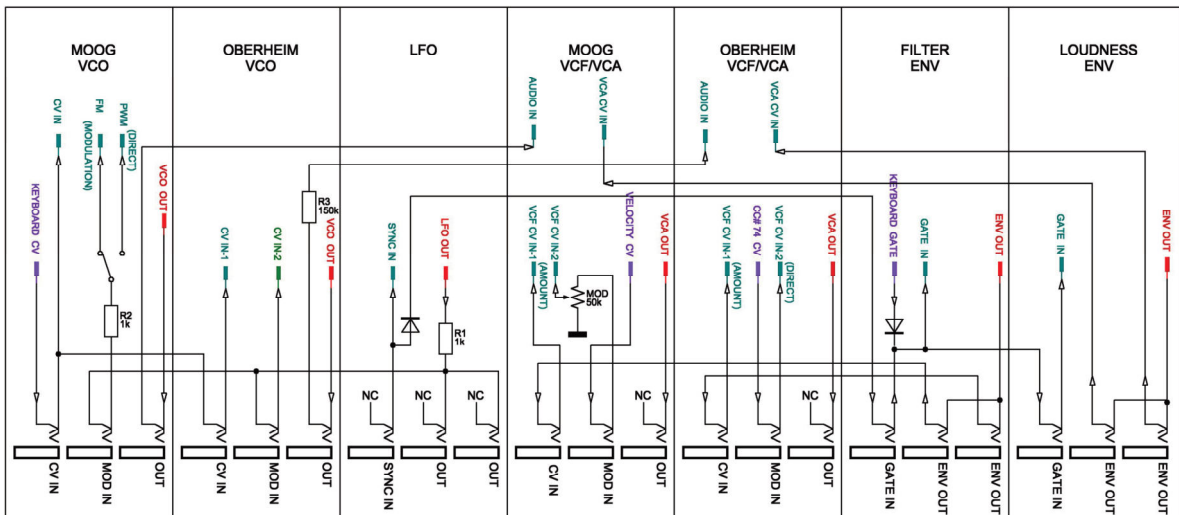 MOOG
VCO
OBERHEIM
VCO
LFO
MOOG
VCF/VCA
OBERHEIM
VCF/VCA
FILTER
ENV
LOUDNESS
ENV
KEYBOARD CV
CV IN
FM
(MODULATION)
PWM
(DIRECT)
VCO OUT
R2
1k
CV IN-1
CV IN-2
R3
150k
VCO OUT
SYNC IN
LFO OUT
R1
1k
NC
NC
NC
AUDIO IN
VCA CV IN
VCF CV IN-1
(AMOUNT)
VCF CV IN-2
MOD
50k
VELOCITY CV
VCA OUT
NC
AUDIO IN
VCA CV IN
VCF CV IN-1
(AMOUNT)
CC# 74 CV
VCF CV IN-2
(DIRECT)
VCA OUT
KEYBOARD GATE
GATE IN
ENV OUT
GATE IN
ENV OUT
CV IN
MOD IN
OUT
CV IN
MOD IN
OUT
SYNC IN
MOD IN
OUT
CV IN
MOD IN
OUT
CV IN
MOD IN
OUT
GATE IN
ENV OUT
ENV OUT
GATE IN
ENV OUT
ENV OUT